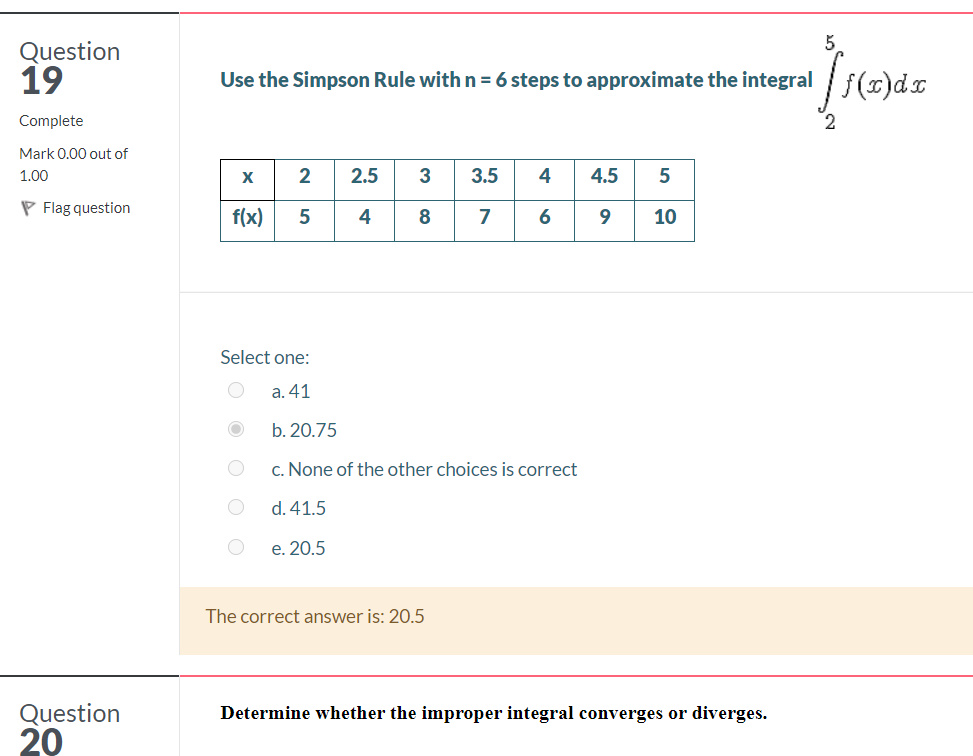 Question
19
Complete
Mark 0.00 out of
1.00
Flag question
Use the Simpson Rule with n = 6 steps to approximate the integral ∫₂⁵ f(x)dx
x 2 2.5 3 3.5 4 4.5 5
f(x) 5 4 8 7 6 9 10
Select one:
a. 41
b. 20.75
c. None of the other choices is correct
d. 41.5
e. 20.5
The correct answer is: 20.5
Question
20
Determine whether the improper integral converges or diverges.